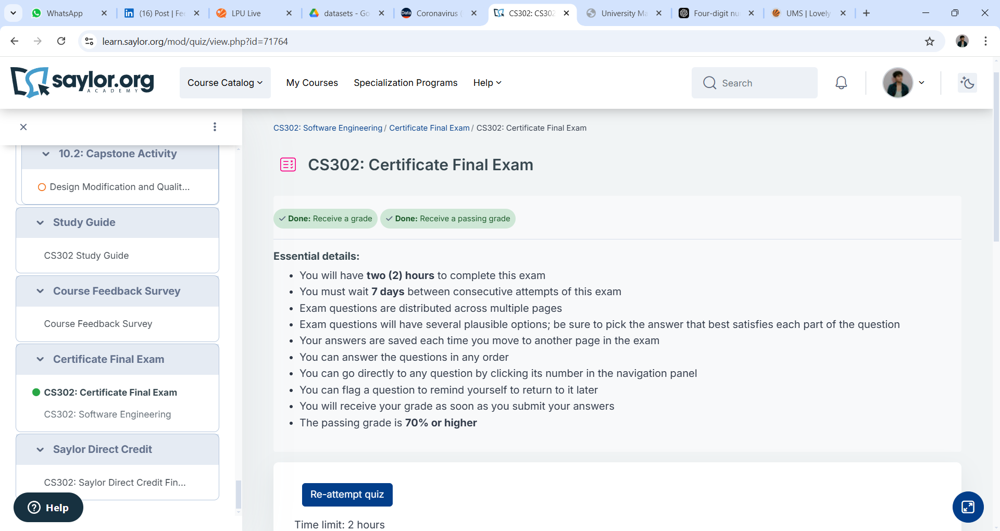 WhatsApp
(16) Post | Fee
LPU Live
datasets - Go
Data
Coronavirus (
CS302: CS302
University Ma
Four-digit nu
UMS | Lovely
learn.saylor.org/mod/quiz/view.php?id=71764
saylor.org
ACADEMY
Course Catalog
My Courses
Specialization Programs
Help
Search
CS302: Software Engineering / Certificate Final Exam / CS302: Certificate Final Exam
10.2: Capstone Activity
Design Modification and Qualit...
Study Guide
CS302 Study Guide
Course Feedback Survey
Course Feedback Survey
Certificate Final Exam
CS302: Certificate Final Exam
CS302: Software Engineering
Saylor Direct Credit
CS302: Saylor Direct Credit Fin...
Help
CS302: Certificate Final Exam
Done: Receive a grade
Done: Receive a passing grade
Essential details:
• You will have two (2) hours to complete this exam
• You must wait 7 days between consecutive attempts of this exam
• Exam questions are distributed across multiple pages
• Exam questions will have several plausible options; be sure to pick the answer that best satisfies each part of the question
• Your answers are saved each time you move to another page in the exam
• You can answer the questions in any order
• You can go directly to any question by clicking its number in the navigation panel
• You can flag a question to remind yourself to return to it later
• You will receive your grade as soon as you submit your answers
• The passing grade is 70% or higher
Re-attempt quiz
Time limit: 2 hours